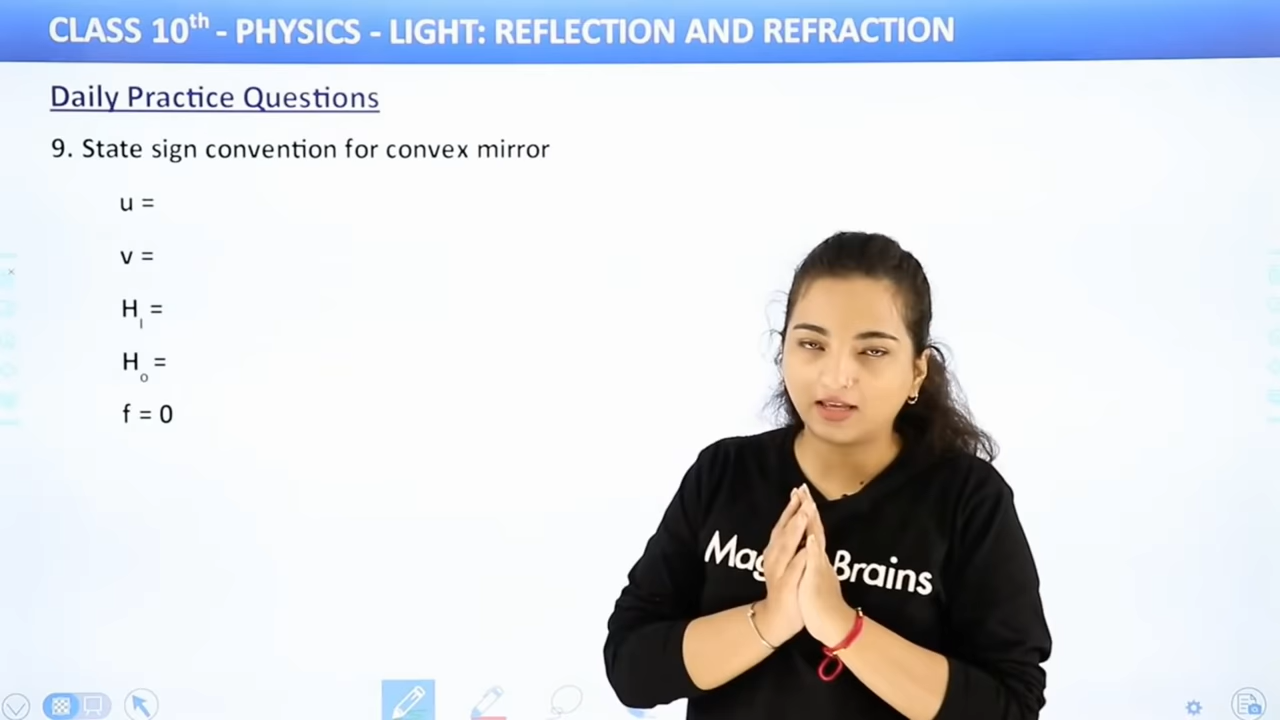 CLASS 10th - PHYSICS - LIGHT: REFLECTION AND REFRACTION
Daily Practice Questions
9. State sign convention for convex mirror
u =
v =
HI =
Ho =
f = 0
Brains